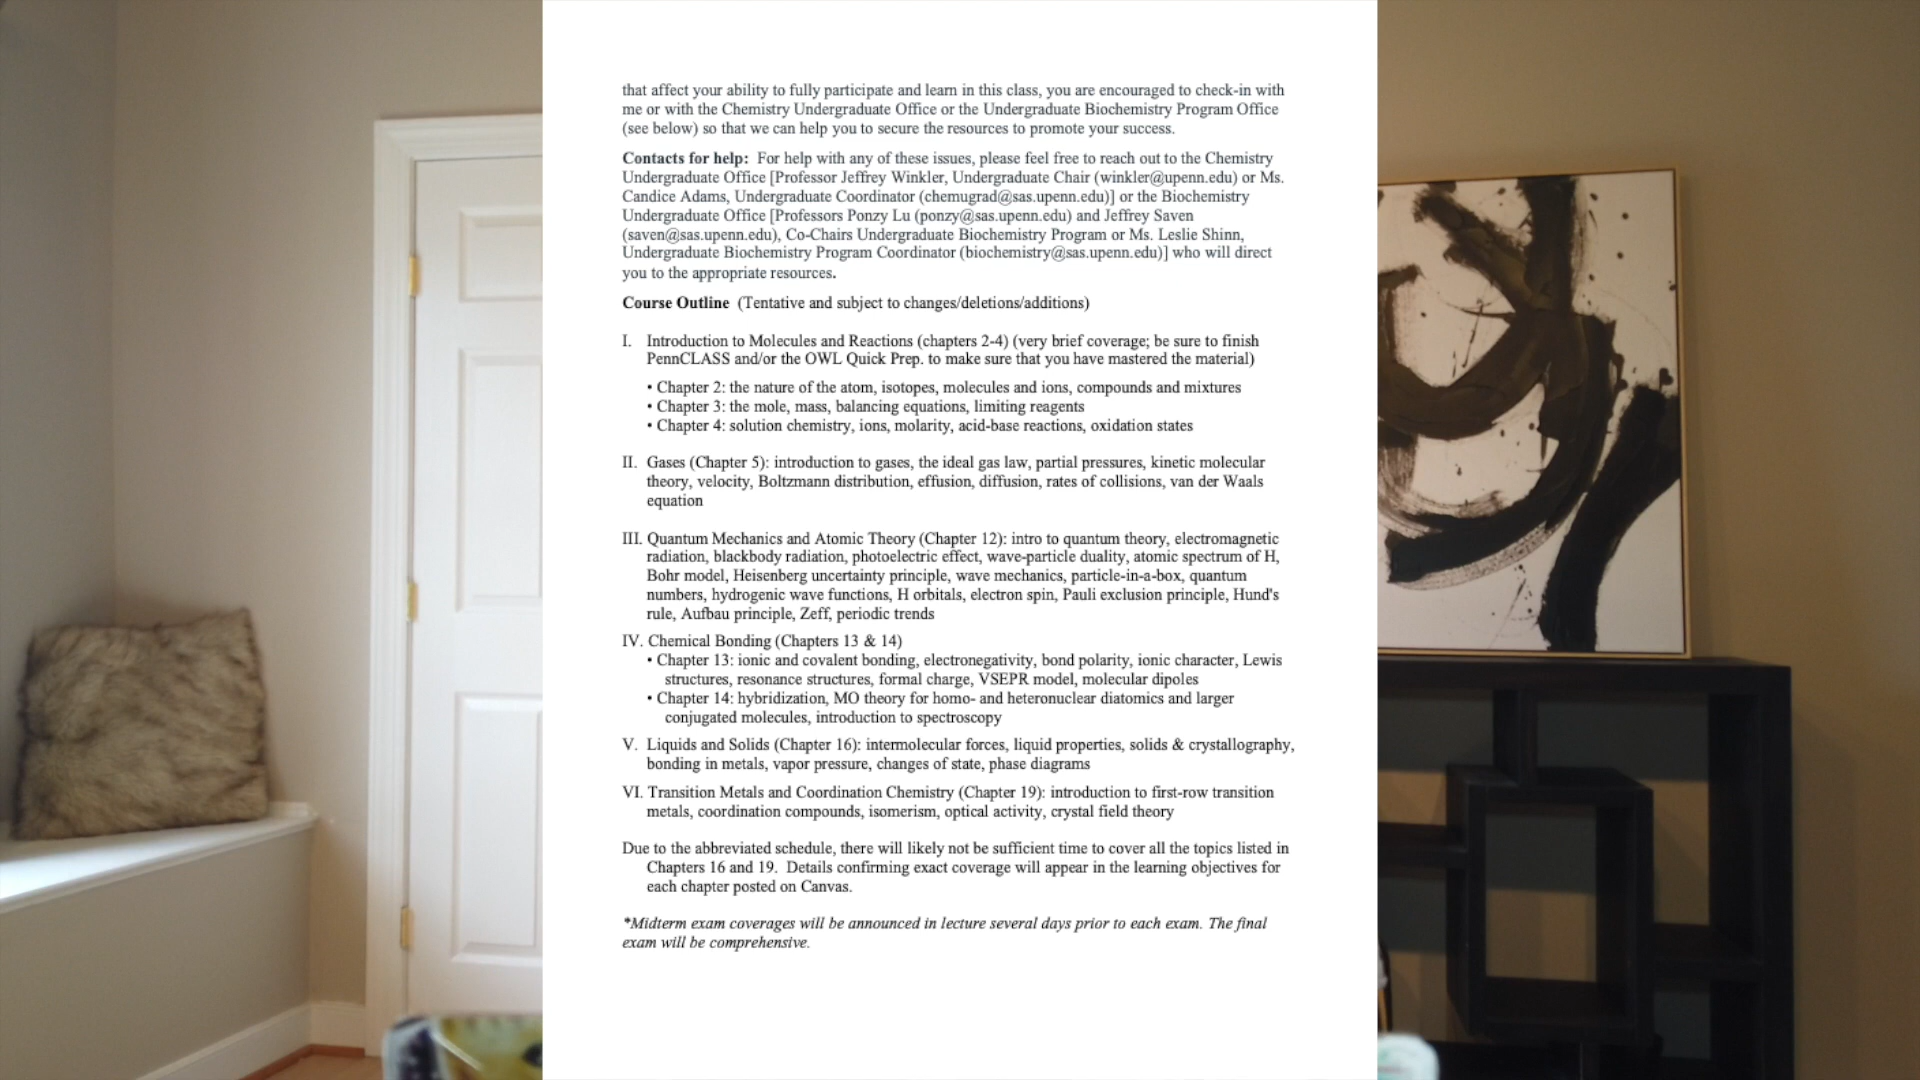 that affect your ability to fully participate and learn in this class, you are encouraged to check-in with
me or with the Chemistry Undergraduate Office or the Undergraduate Biochemistry Program Office
(see below) so that we can help you to secure the resources to promote your success.
Contacts for help:  For help with any of these issues, please feel free to reach out to the Chemistry
Undergraduate Office [Professor Jeffrey Winkler, Undergraduate Chair (winkler@upenn.edu) or Ms.
Candice Adams, Undergraduate Coordinator (chemugrad@sas.upenn.edu)] or the Biochemistry
Undergraduate Office [Professors Ponzy Lu (ponzy@sas.upenn.edu) and Jeffrey Saven
(saven@sas.upenn.edu), Co-Chairs Undergraduate Biochemistry Program or Ms. Leslie Shinn,
Undergraduate Biochemistry Program Coordinator (biochemistry@sas.upenn.edu)] who will direct
you to the appropriate resources.
Course Outline  (Tentative and subject to changes/deletions/additions)
I. Introduction to Molecules and Reactions (chapters 2-4) (very brief coverage; be sure to finish
PennCLASS and/or the OWL Quick Prep. to make sure that you have mastered the material)
• Chapter 2: the nature of the atom, isotopes, molecules and ions, compounds and mixtures
• Chapter 3: the mole, mass, balancing equations, limiting reagents
• Chapter 4: solution chemistry, ions, molarity, acid-base reactions, oxidation states
II. Gases (Chapter 5): introduction to gases, the ideal gas law, partial pressures, kinetic molecular
theory, velocity, Boltzmann distribution, effusion, diffusion, rates of collisions, van der Waals
equation
III. Quantum Mechanics and Atomic Theory (Chapter 12): intro to quantum theory, electromagnetic
radiation, blackbody radiation, photoelectric effect, wave-particle duality, atomic spectrum of H,
Bohr model, Heisenberg uncertainty principle, wave mechanics, particle-in-a-box, quantum
numbers, hydrogenic wave functions, H orbitals, electron spin, Pauli exclusion principle, Hund's
rule, Aufbau principle, Zeff, periodic trends
IV. Chemical Bonding (Chapters 13 & 14)
• Chapter 13: ionic and covalent bonding, electronegativity, bond polarity, ionic character, Lewis
structures, resonance structures, formal charge, VSEPR model, molecular dipoles
• Chapter 14: hybridization, MO theory for homo- and heteronuclear diatomics and larger
conjugated molecules, introduction to spectroscopy
V. Liquids and Solids (Chapter 16): intermolecular forces, liquid properties, solids & crystallography,
bonding in metals, vapor pressure, changes of state, phase diagrams
VI. Transition Metals and Coordination Chemistry (Chapter 19): introduction to first-row transition
metals, coordination compounds, isomerism, optical activity, crystal field theory
Due to the abbreviated schedule, there will likely not be sufficient time to cover all the topics listed in
Chapters 16 and 19.  Details confirming exact coverage will appear in the learning objectives for
each chapter posted on Canvas.
*Midterm exam coverages will be announced in lecture several days prior to each exam. The final
exam will be comprehensive.